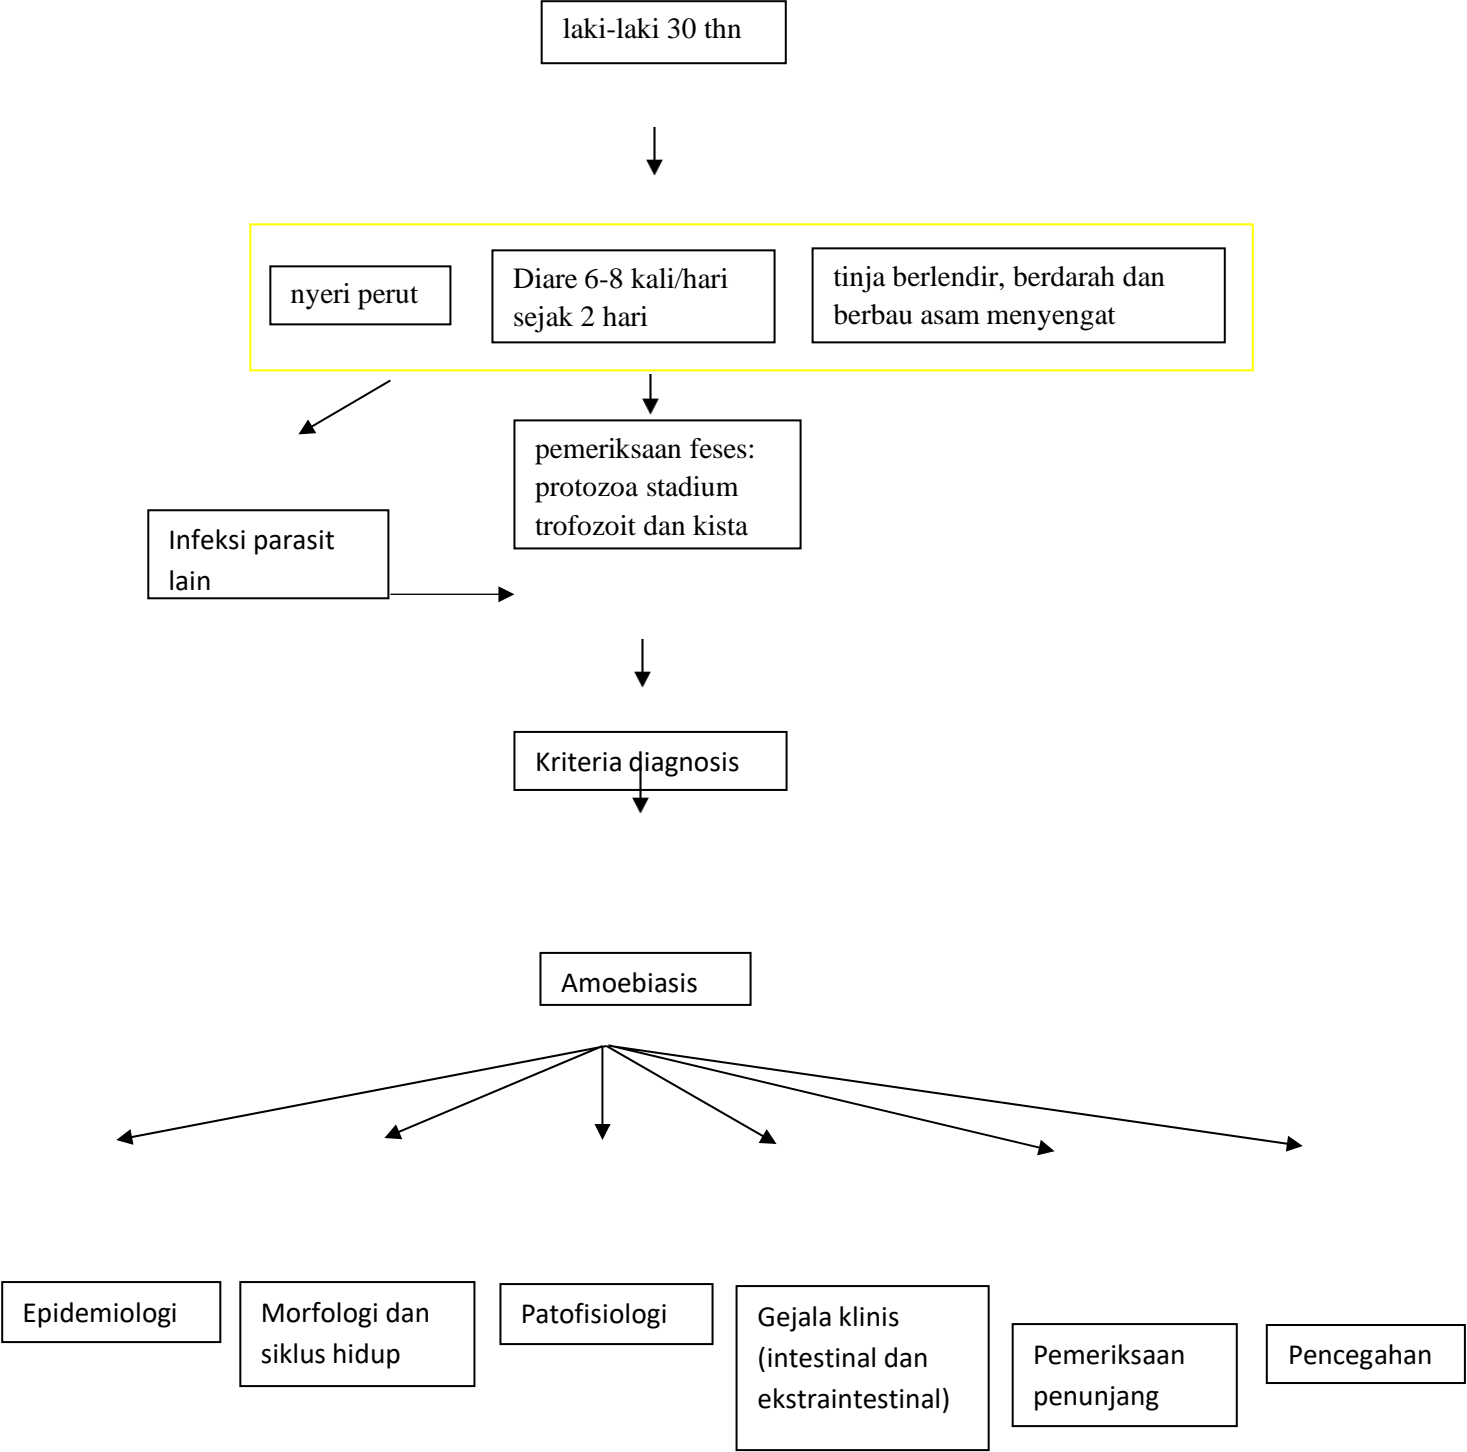 laki-laki 30 thn
nyeri perut
Diare 6-8 kali/hari
sejak 2 hari
tinja berlendir, berdarah dan
berbau asam menyengat
pemeriksaan feses:
protozoa stadium
trofozoit dan kista
Infeksi parasit
lain
Kriteria diagnosis
Amoebiasis
Epidemiologi
Morfologi dan
siklus hidup
Patofisiologi
Gejala klinis
(intestinal dan
ekstraintestinal)
Pemeriksaan
penunjang
Pencegahan